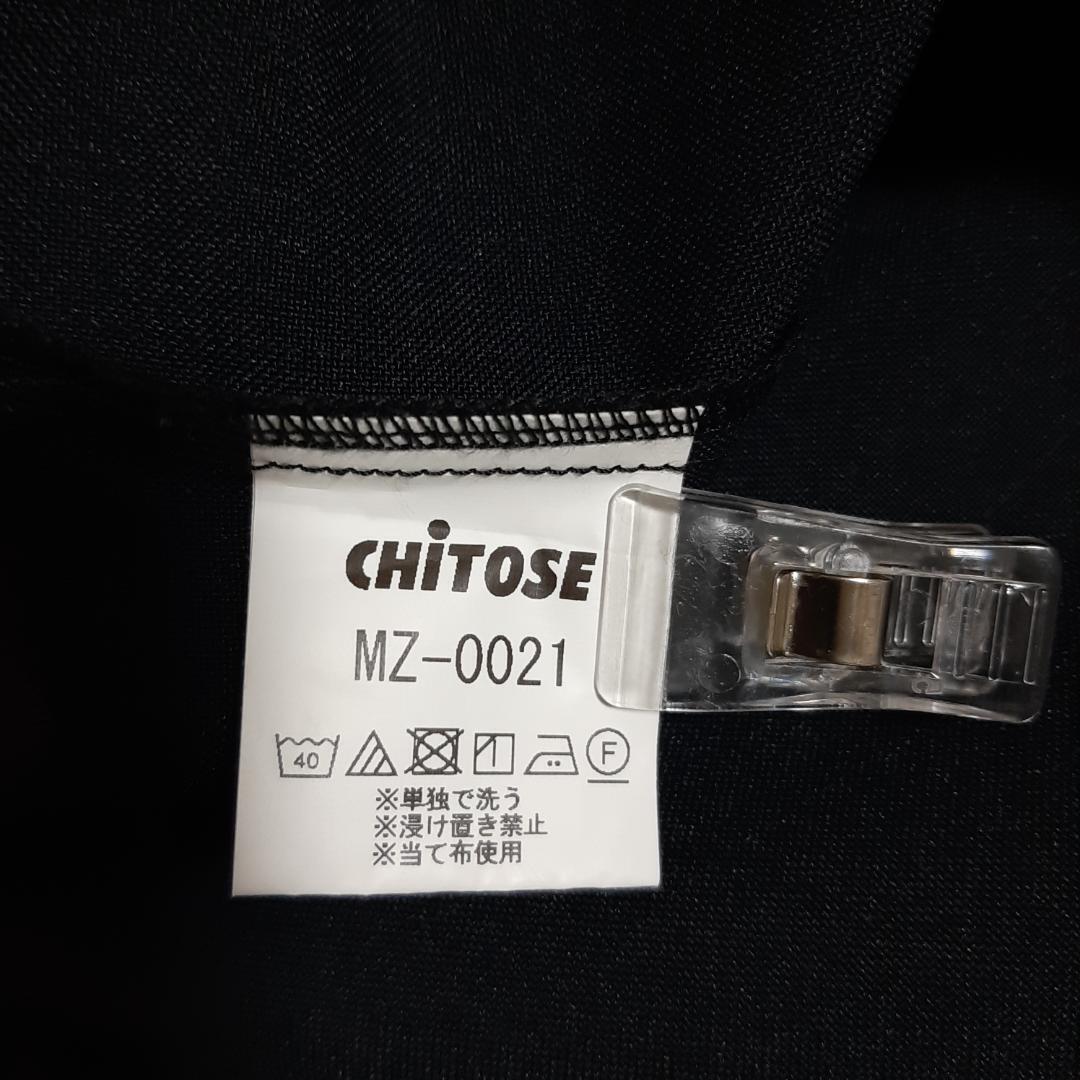 CHiTOSE
MZ-0021
40 F
※単独で洗う
※浸け置き禁止
※当て布使用